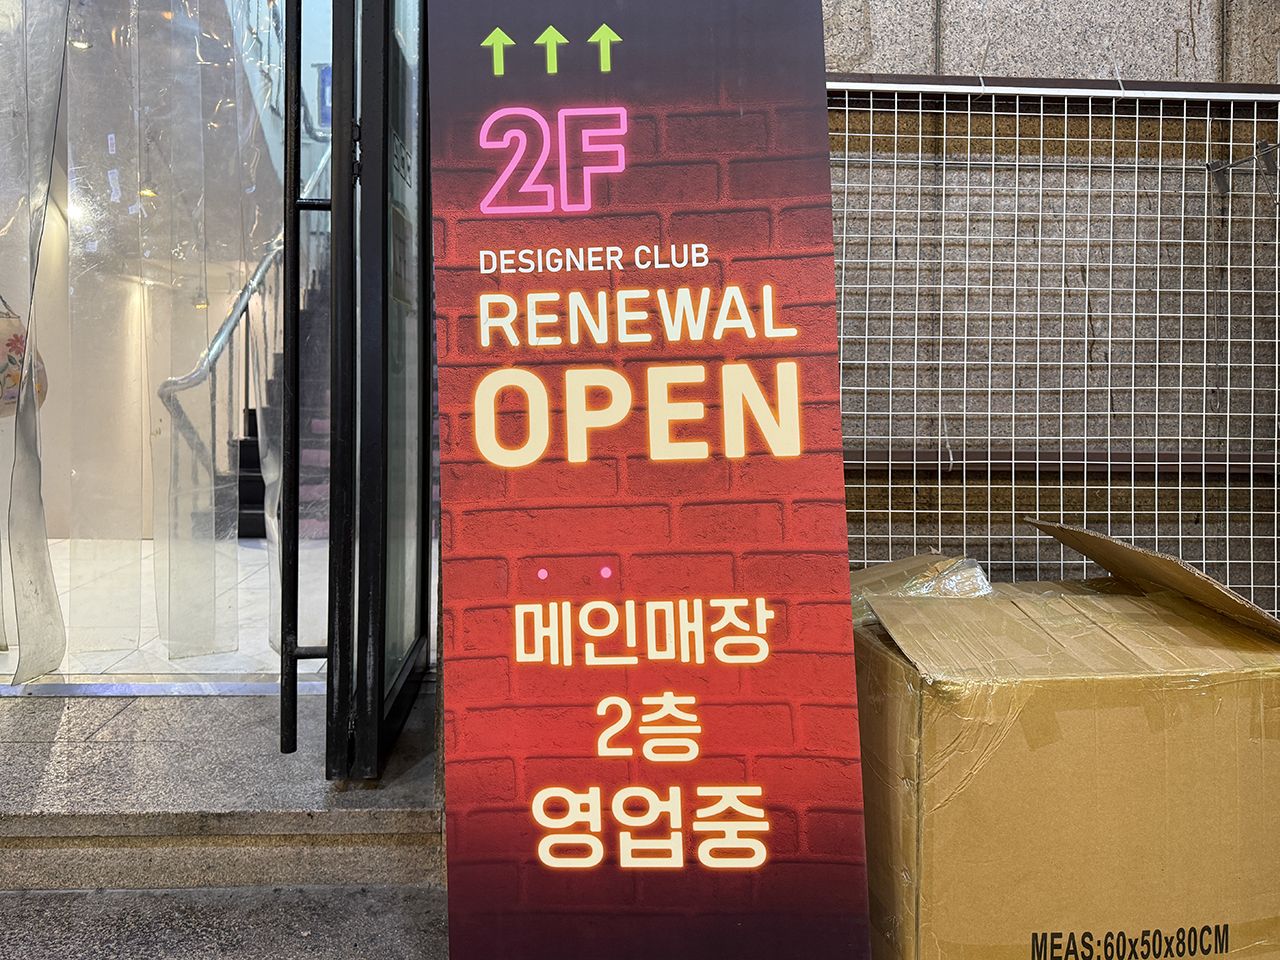 2F
DESIGNER CLUB
RENEWAL
OPEN
메인매장
2층
영업중
MEAS:60x50x80CM